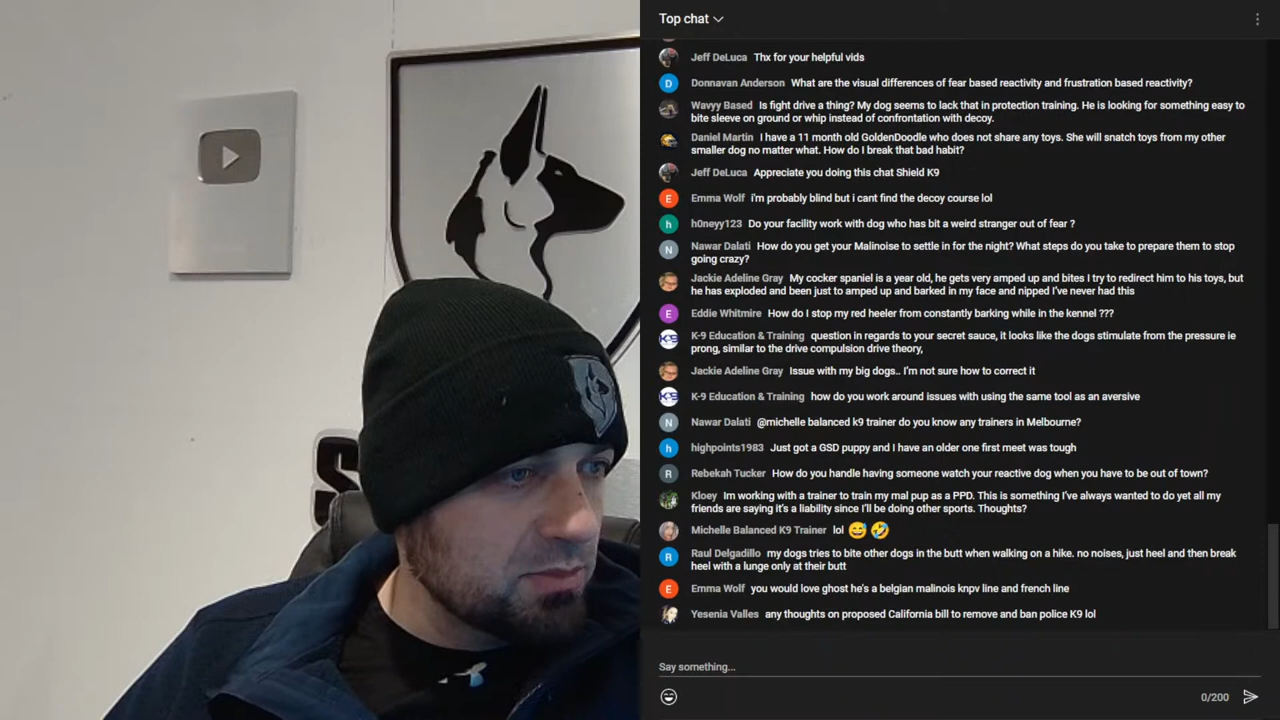 Top chat
Jeff DeLuca Thx for your helpful vids
D Donnavan Anderson What are the visual differences of fear based reactivity and frustration based reactivity?
Wavyy Based Is fight drive a thing? My dog seems to lack that in protection training. He is looking for something easy to
bite sleeve on ground or whip instead of confrontation with decoy.
Daniel Martin I have a 11 month old GoldenDoodle who does not share any toys. She will snatch toys from my other
smaller dog no matter what. How do I break that bad habit?
Jeff DeLuca Appreciate you doing this chat Shield K9
E Emma Wolf i'm probably blind but i cant find the decoy course lol
h h0neyy123 Do your facility work with dog who has bit a weird stranger out of fear ?
N Nawar Dalati How do you get your Malinoise to settle in for the night? What steps do you take to prepare them to stop
going crazy?
Jackie Adeline Gray My cocker spaniel is a year old, he gets very amped up and bites I try to redirect him to his toys, but
he has exploded and been just to amped up and barked in my face and nipped I've never had this
E Eddie Whitmire How do I stop my red heeler from constantly barking while in the kennel ???
K-9 K-9 Education & Training question in regards to your secret sauce, it looks like the dogs stimulate from the pressure ie
prong, similar to the drive compulsion drive theory,
Jackie Adeline Gray Issue with my big dogs.. I'm not sure how to correct it
K-9 K-9 Education & Training how do you work around issues with using the same tool as an aversive
N Nawar Dalati @michelle balanced k9 trainer do you know any trainers in Melbourne?
h highpoints1983 Just got a GSD puppy and I have an older one first meet was tough
R Rebekah Tucker How do you handle having someone watch your reactive dog when you have to be out of town?
Kloey Im working with a trainer to train my mal pup as a PPD. This is something I've always wanted to do yet all my
friends are saying it's a liability since I'll be doing other sports. Thoughts?
Michelle Balanced K9 Trainer lol 😅 🤣
R Raul Delgadillo my dogs tries to bite other dogs in the butt when walking on a hike. no noises, just heel and then break
heel with a lunge only at their butt
E Emma Wolf you would love ghost he's a belgian malinois knpv line and french line
Yesenia Valles any thoughts on proposed California bill to remove and ban police K9 lol
Say something...
0/200
S